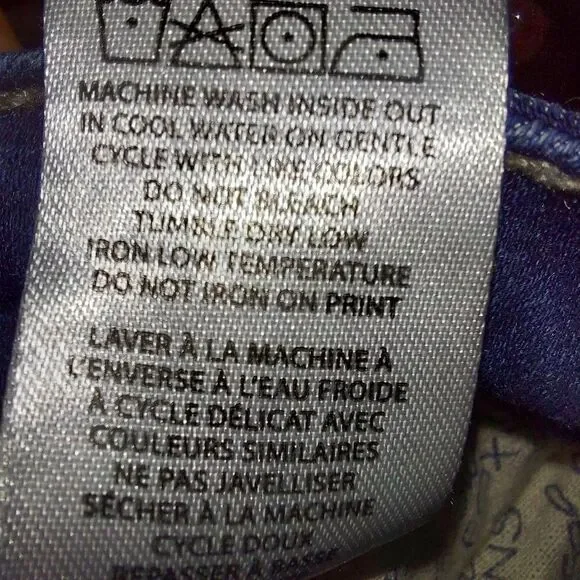 MACHINE WASH INSIDE OUT
IN COOL WATER ON GENTLE
CYCLE WITH LIKE COLORS
DO NOT BLEACH
TUMBLE DRY LOW
IRON LOW TEMPERATURE
DO NOT IRON ON PRINT
LAVER À LA MACHINE À
L'ENVERSE À L'EAU FROIDE
À CYCLE DÉLICAT AVEC
COULEURS SIMILAIRES
NE PAS JAVELLISER
SÉCHER À LA MACHINE
CYCLE DOUX
REPASSER À BASSE